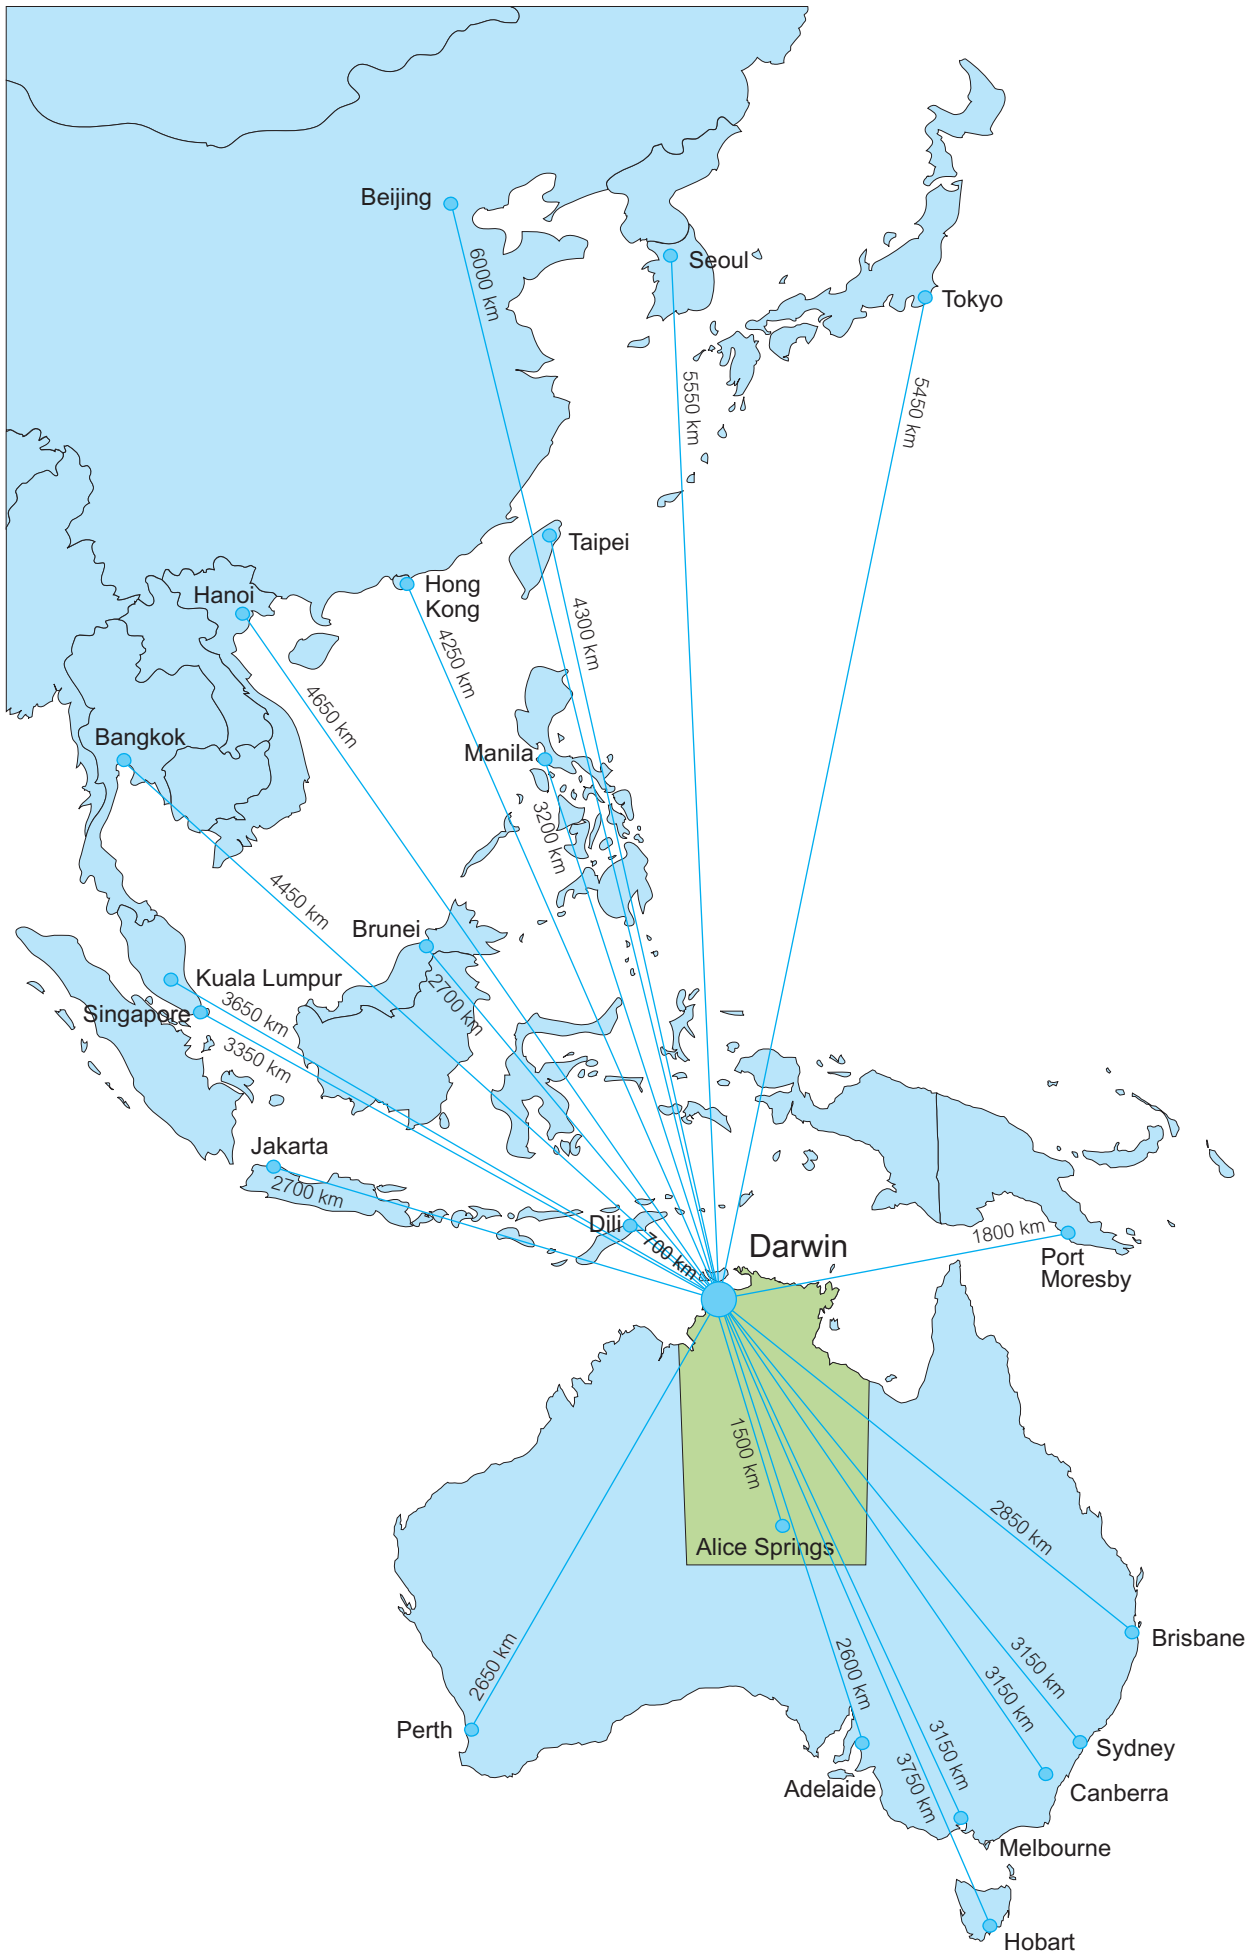 Beijing
6000 km
Seoul
Tokyo
5550 km
5450 km
Taipei
Hong
Kong
Hanoi
4300 km
4250 km
4650 km
Bangkok
Manila
3200 km
4450 km
Brunei
Kuala Lumpur
2700 km
3650 km
Singapore
3350 km
Jakarta
2700 km
Dili
700 km
Darwin
1800 km
Port
Moresby
1500 km
Alice Springs
2850 km
Brisbane
2650 km
2600 km
3150 km
3150 km
Perth
3150 km
3750 km
Sydney
Adelaide
Canberra
Melbourne
Hobart